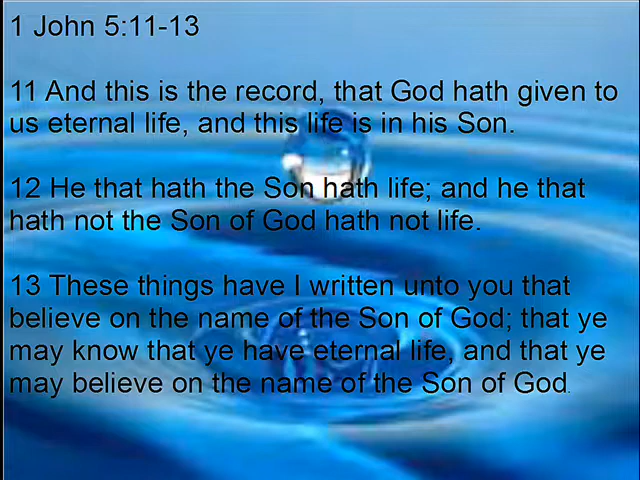 1 John 5:11-13
11 And this is the record, that God hath given to
us eternal life, and this life is in his Son.
12 He that hath the Son hath life; and he that
hath not the Son of God hath not life.
13 These things have I written unto you that
believe on the name of the Son of God; that ye
may know that ye have eternal life, and that ye
may believe on the name of the Son of God.